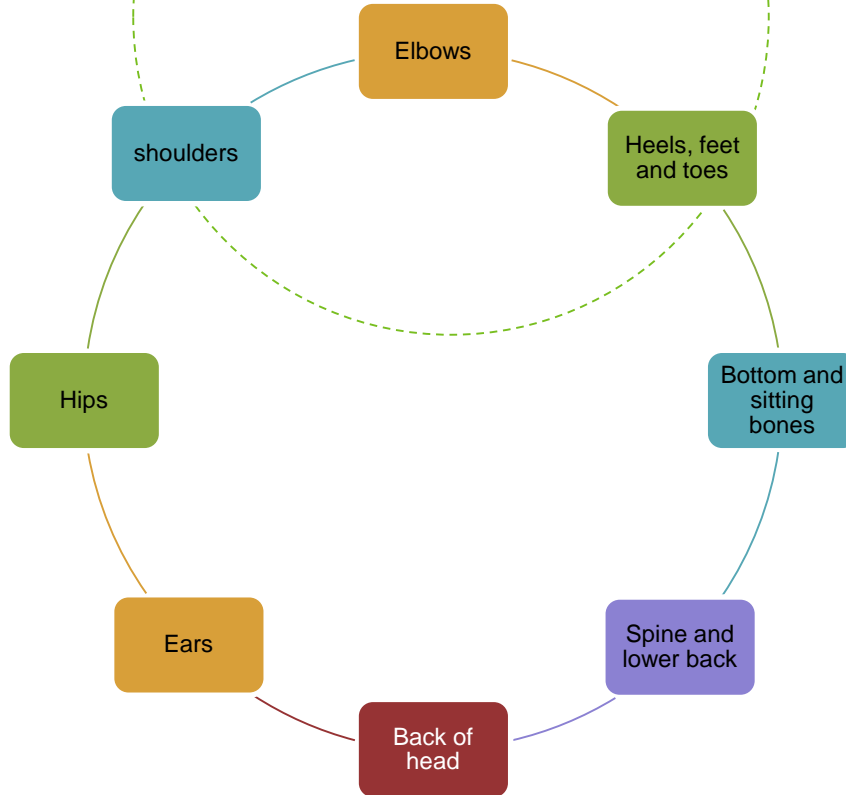 Elbows
Heels, feet
and toes
Bottom and
sitting
bones
Spine and
lower back
Back of
head
Ears
Hips
shoulders